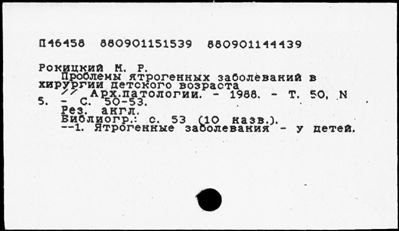 П46458 880901151539 880901144439
Рокицкий М. Р.
Проблемы ятрогенных заболеваний в
хирургии детского возраста
// Арх.патологии. - 1988. - Т. 50, N
5. - С. 50-53.
Рез. англ.
Библиогр.: с. 53 (10 назв.).
--1. Ятрогенные заболевания - у детей.